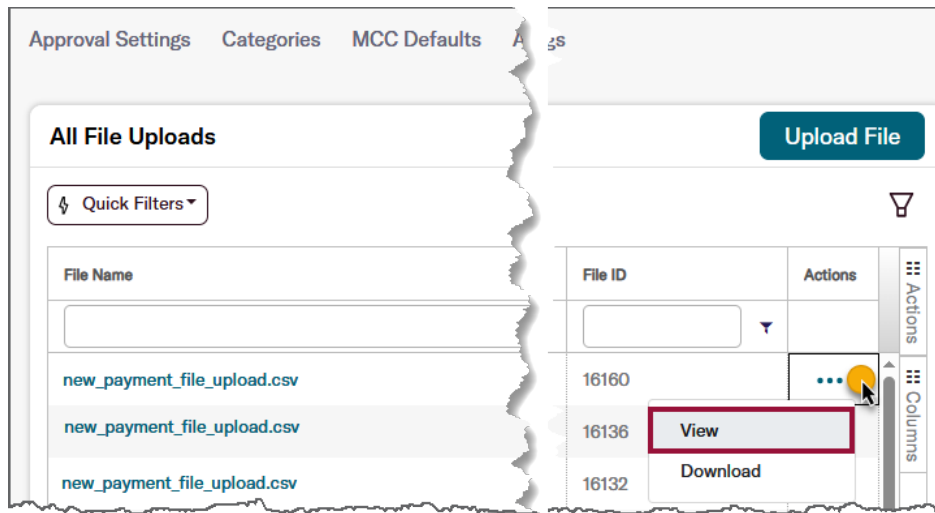 Approval Settings Categories MCC Defaults
All File Uploads Upload File
Quick Filters
File Name File ID Actions
new_payment_file_upload.csv 16160
new_payment_file_upload.csv 16136 View
Download
new_payment_file_upload.csv 16132
Actions
Columns